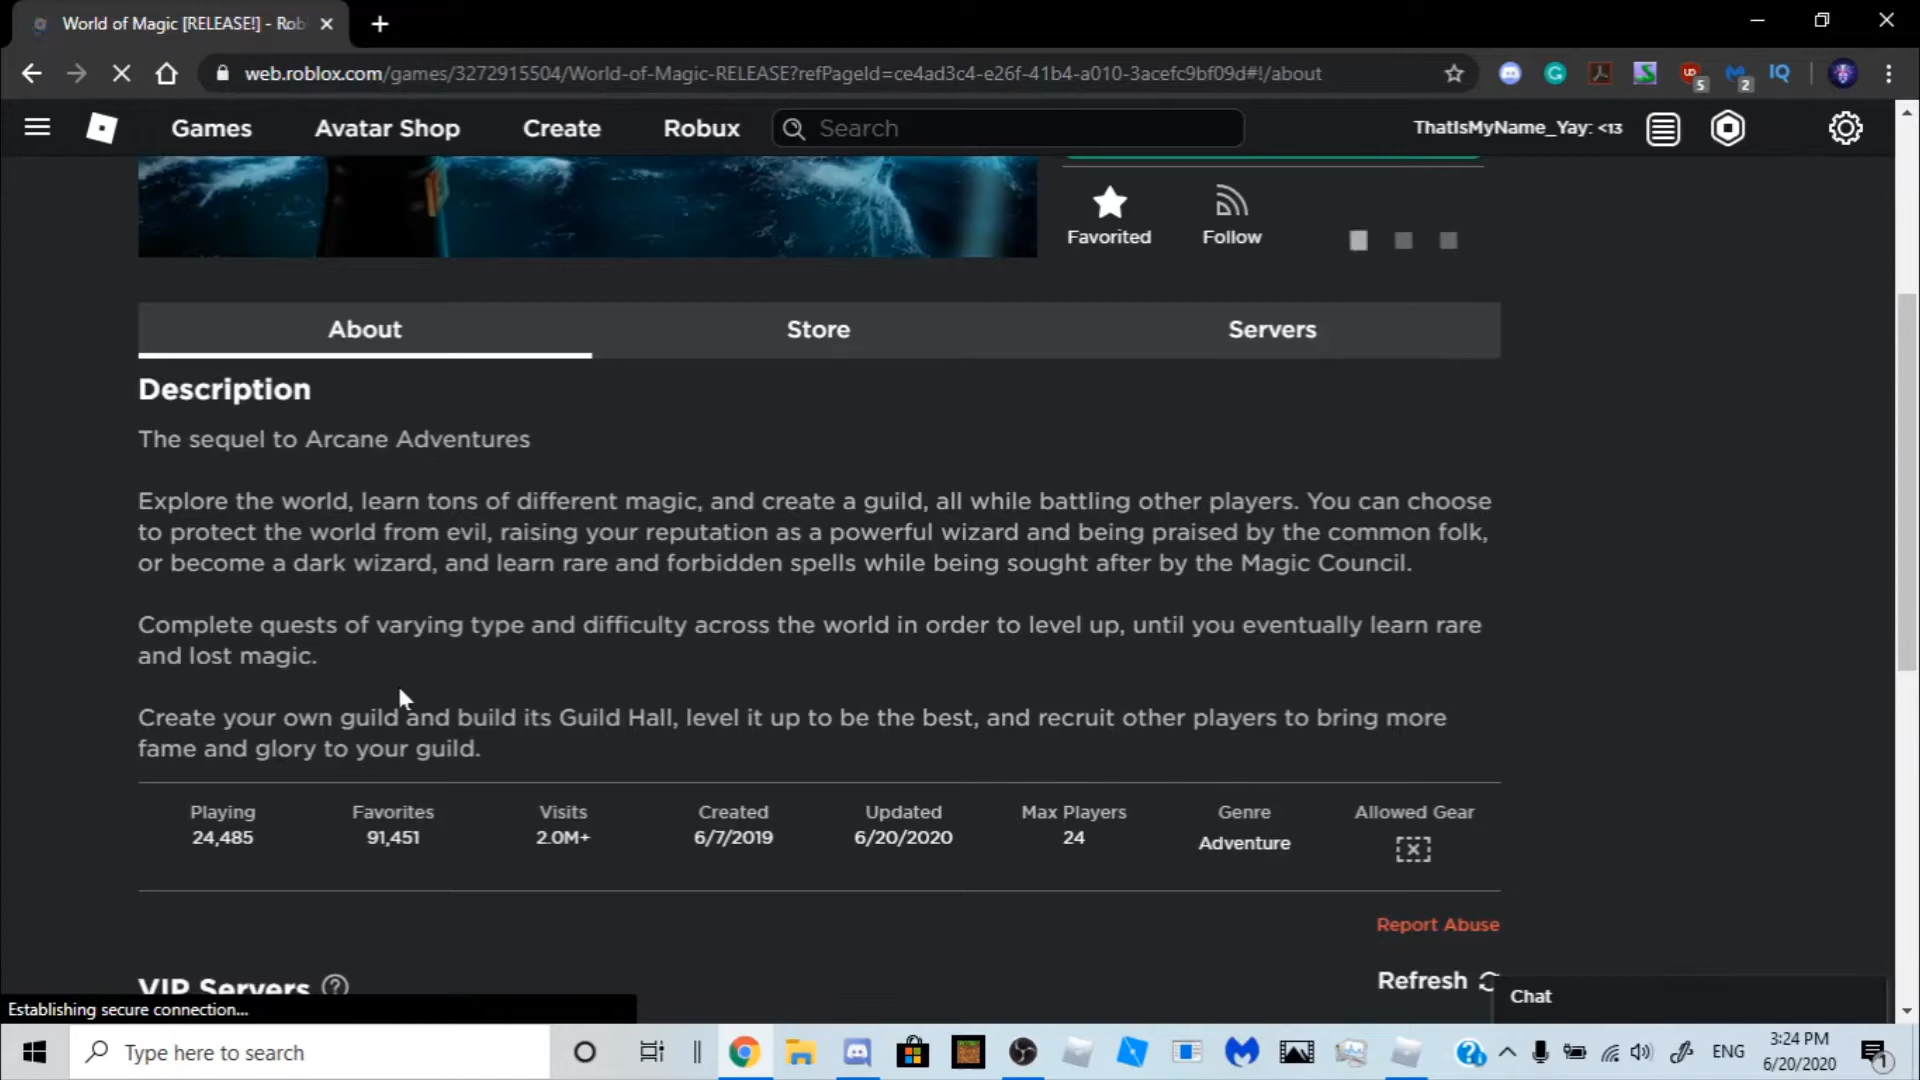 World of Magic [RELEASE!] - Rob
web.roblox.com/games/3272915504/World-of-Magic-RELEASE?refPageId=ce4ad3c4-e26f-41b4-a010-3acefc9bf09d#!/about
5
2
IQ
Games
Avatar Shop
Create
Robux
Search
ThatIsMyName_Yay: <13
Favorited
Follow
About
Store
Servers
Description
The sequel to Arcane Adventures
Explore the world, learn tons of different magic, and create a guild, all while battling other players. You can choose
to protect the world from evil, raising your reputation as a powerful wizard and being praised by the common folk,
or become a dark wizard, and learn rare and forbidden spells while being sought after by the Magic Council.
Complete quests of varying type and difficulty across the world in order to level up, until you eventually learn rare
and lost magic.
Create your own guild and build its Guild Hall, level it up to be the best, and recruit other players to bring more
fame and glory to your guild.
Playing
24,485
Favorites
91,451
Visits
2.0M+
Created
6/7/2019
Updated
6/20/2020
Max Players
24
Genre
Adventure
Allowed Gear
Report Abuse
VIP Servers
Refresh
Chat
Establishing secure connection...
Type here to search
ENG
3:24 PM
6/20/2020
1